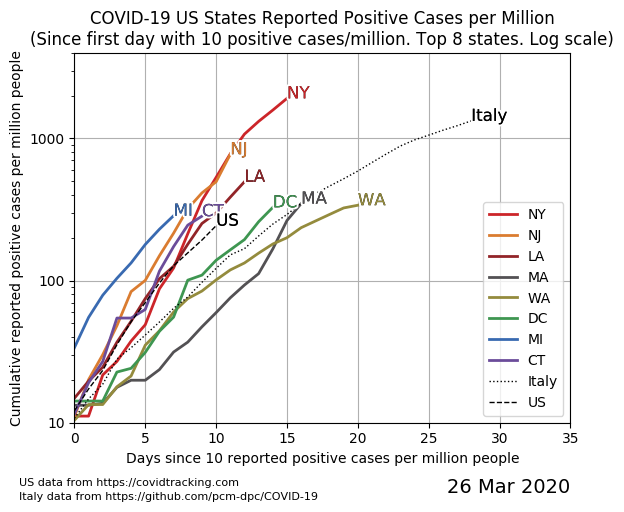 COVID-19 US States Reported Positive Cases per Million
(Since first day with 10 positive cases/million. Top 8 states. Log scale)
Cumulative reported positive cases per million people
1000
100
10
NY
Italy
NJ
LA
MI
CT
US
DC
MA
WA
NY
NJ
LA
MA
WA
DC
MI
CT
Italy
US
0 5 10 15 20 25 30 35
Days since 10 reported positive cases per million people
US data from https://covidtracking.com
Italy data from https://github.com/pcm-dpc/COVID-19
26 Mar 2020